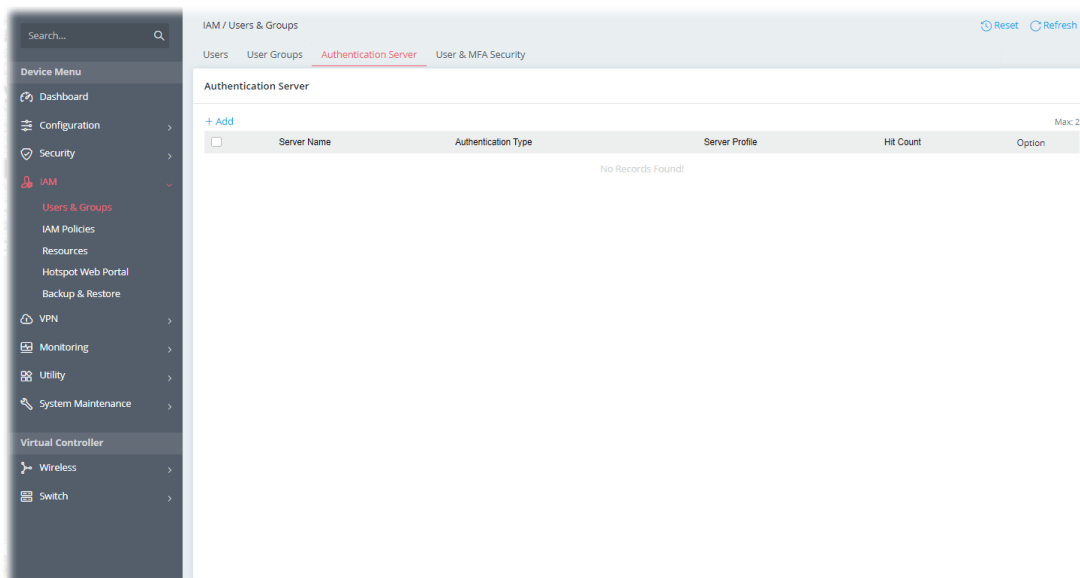 Search...
IAM / Users & Groups
Reset
Refresh
Users
User Groups
Authentication Server
User & MFA Security
Device Menu
Dashboard
Configuration
Security
IAM
Users & Groups
IAM Policies
Resources
Hotspot Web Portal
Backup & Restore
VPN
Monitoring
Utility
System Maintenance
Virtual Controller
Wireless
Switch
Authentication Server
+ Add
Max: 2
Server Name
Authentication Type
Server Profile
Hit Count
Option
No Records Found!